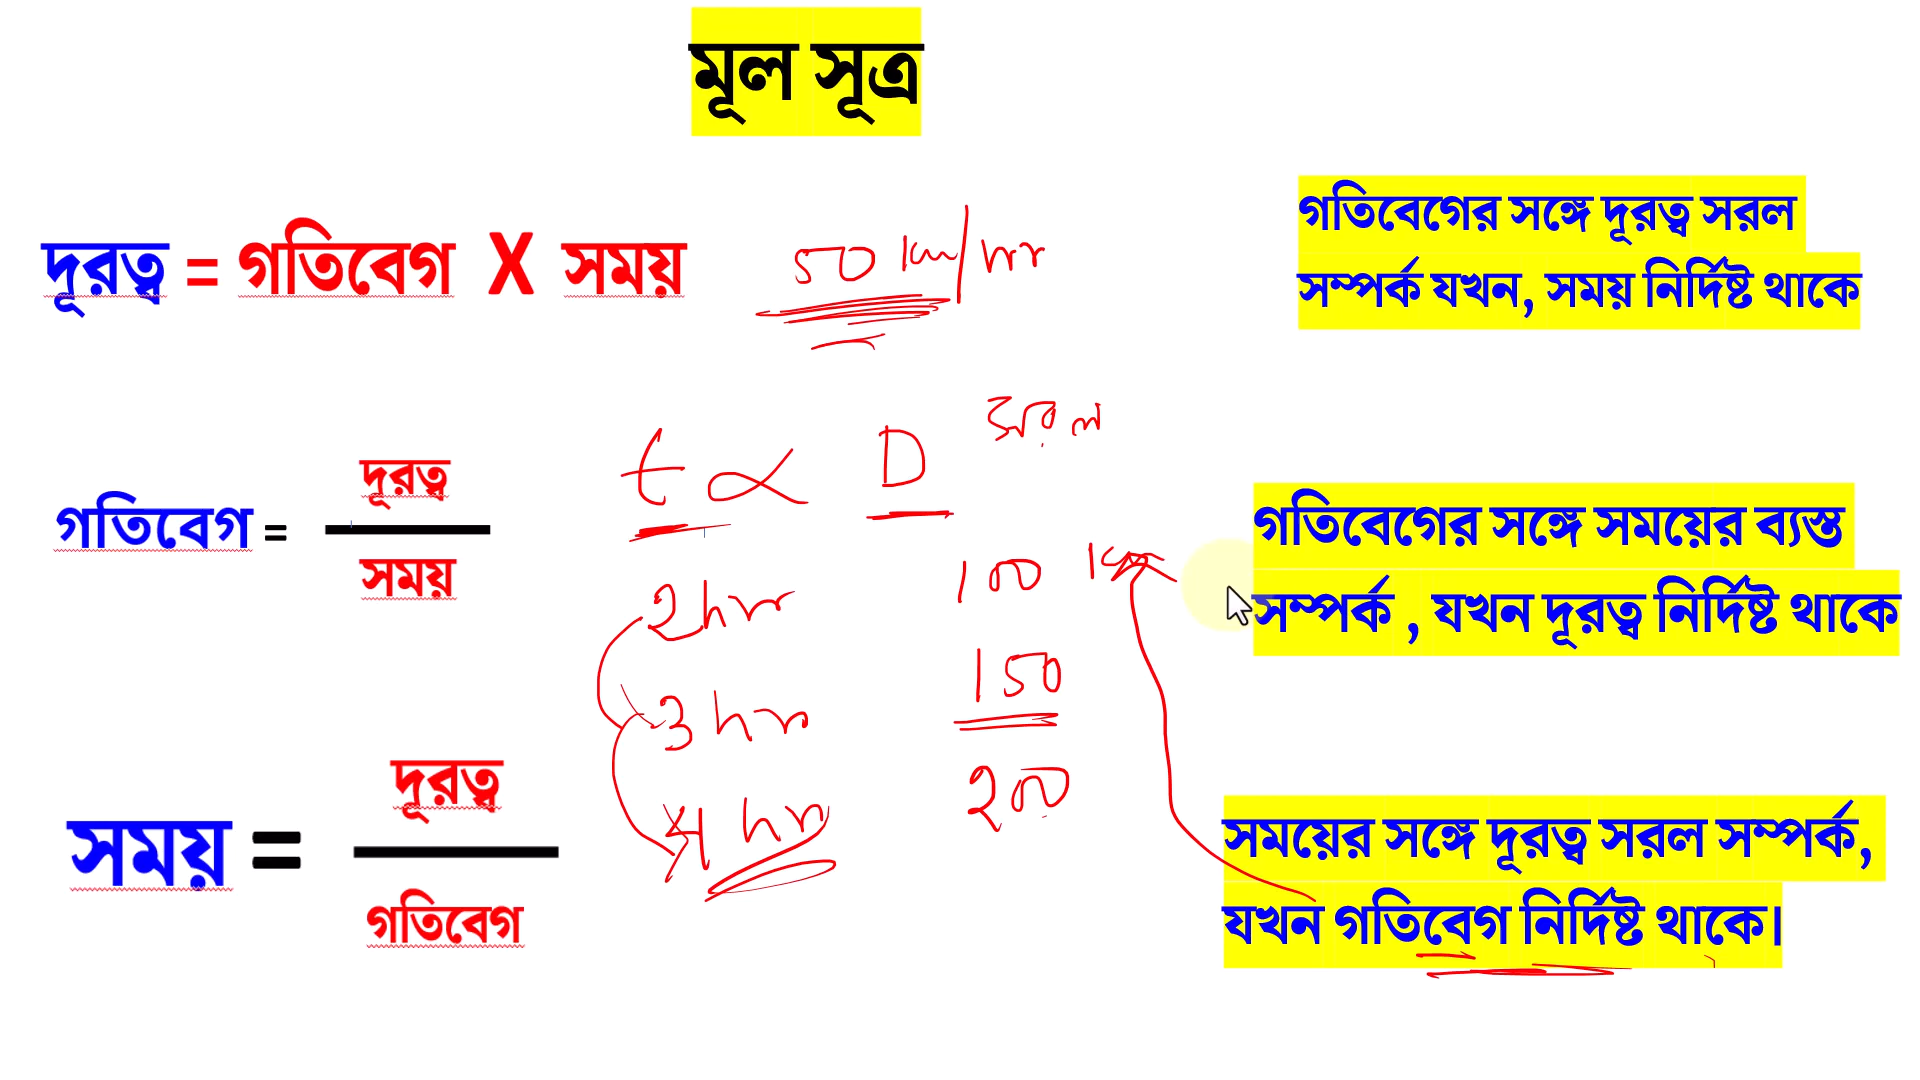 মূল সূত্র
দূরত্ব = গতিবেগ X সময়
50 km/hr
গতিবেগের সঙ্গে দূরত্ব সরল
সম্পর্ক যখন, সময় নির্দিষ্ট থাকে
দূরত্ব
গতিবেগ =
সময়
t ∝ D সরল
2 hr 100 km
3 hr 150
4 hr 200
গতিবেগের সঙ্গে সময়ের ব্যস্ত
সম্পর্ক , যখন দূরত্ব নির্দিষ্ট থাকে
দূরত্ব
সময় =
গতিবেগ
সময়ের সঙ্গে দূরত্ব সরল সম্পর্ক,
যখন গতিবেগ নির্দিষ্ট থাকে।